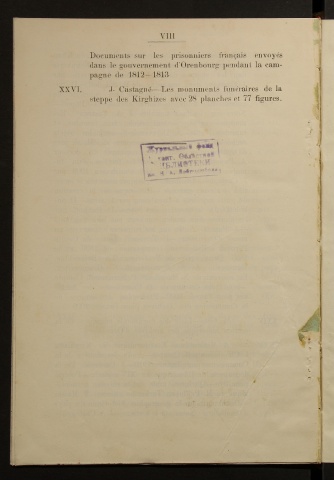 VIII
Documents sur les prisonniers français envoyés
dans le gouvernement d'Orenbourg pendant la cam-
pagne de 1812—1813.
XXVI. J. Castagné—Les monuments funéraires de la
steppe des Kirghizes avec 28 planches et 77 figures.
фонд